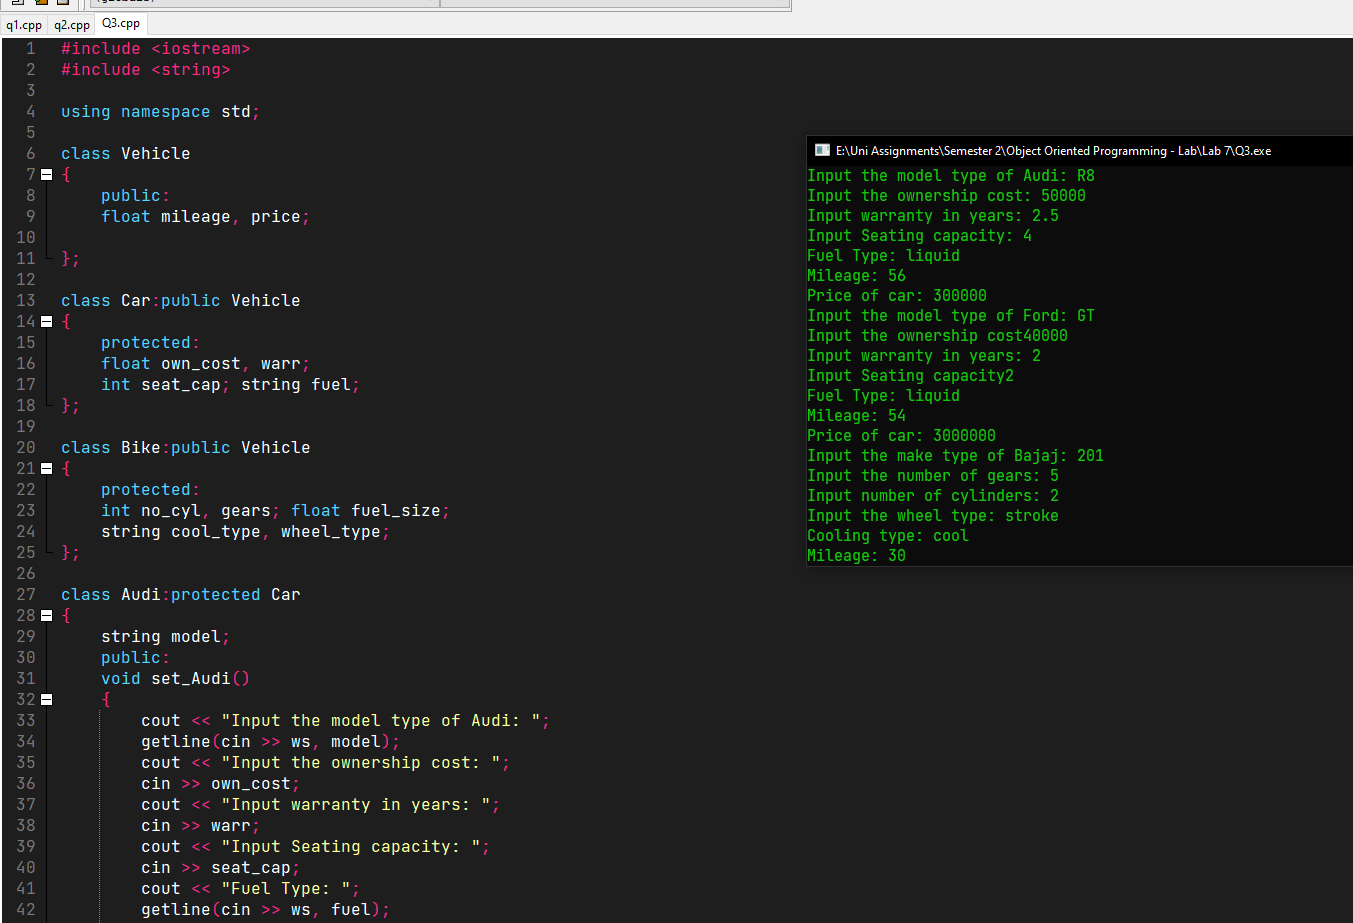 q1.cpp q2.cpp Q3.cpp
1 #include <iostream>
2 #include <string>
3
4 using namespace std;
5
6 class Vehicle
7 {
8 public:
9 float mileage, price;
10
11 };
12
13 class Car:public Vehicle
14 {
15 protected:
16 float own_cost, warr;
17 int seat_cap; string fuel;
18 };
19
20 class Bike:public Vehicle
21 {
22 protected:
23 int no_cyl, gears; float fuel_size;
24 string cool_type, wheel_type;
25 };
26
27 class Audi:protected Car
28 {
29 string model;
30 public:
31 void set_Audi()
32 {
33 cout << "Input the model type of Audi: ";
34 getline(cin >> ws, model);
35 cout << "Input the ownership cost: ";
36 cin >> own_cost;
37 cout << "Input warranty in years: ";
38 cin >> warr;
39 cout << "Input Seating capacity: ";
40 cin >> seat_cap;
41 cout << "Fuel Type: ";
42 getline(cin >> ws, fuel);
E:\Uni Assignments\Semester 2\Object Oriented Programming - Lab\Lab 7\Q3.exe
Input the model type of Audi: R8
Input the ownership cost: 50000
Input warranty in years: 2.5
Input Seating capacity: 4
Fuel Type: liquid
Mileage: 56
Price of car: 300000
Input the model type of Ford: GT
Input the ownership cost40000
Input warranty in years: 2
Input Seating capacity2
Fuel Type: liquid
Mileage: 54
Price of car: 3000000
Input the make type of Bajaj: 201
Input the number of gears: 5
Input number of cylinders: 2
Input the wheel type: stroke
Cooling type: cool
Mileage: 30